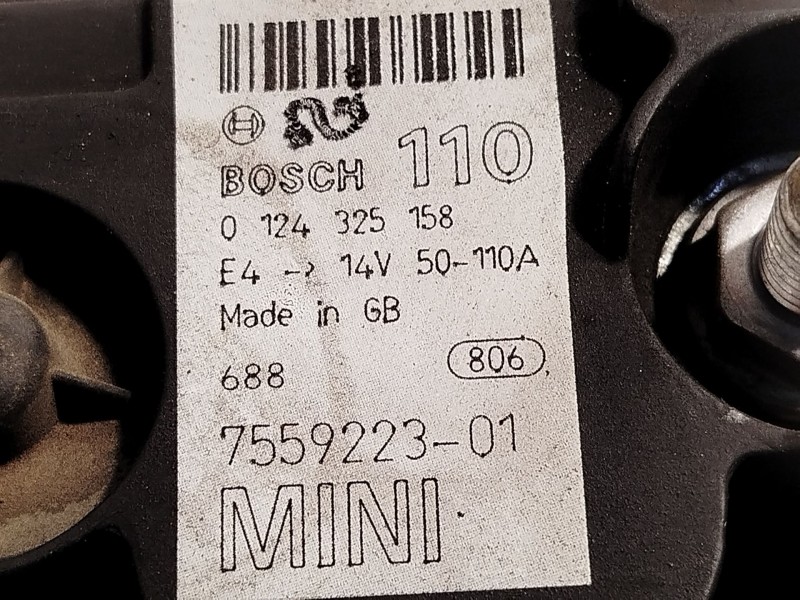 BOSCH 110
0 124 325 158
E4 -> 14V 50-110A
Made in GB
688 806
7559223-01
MINI